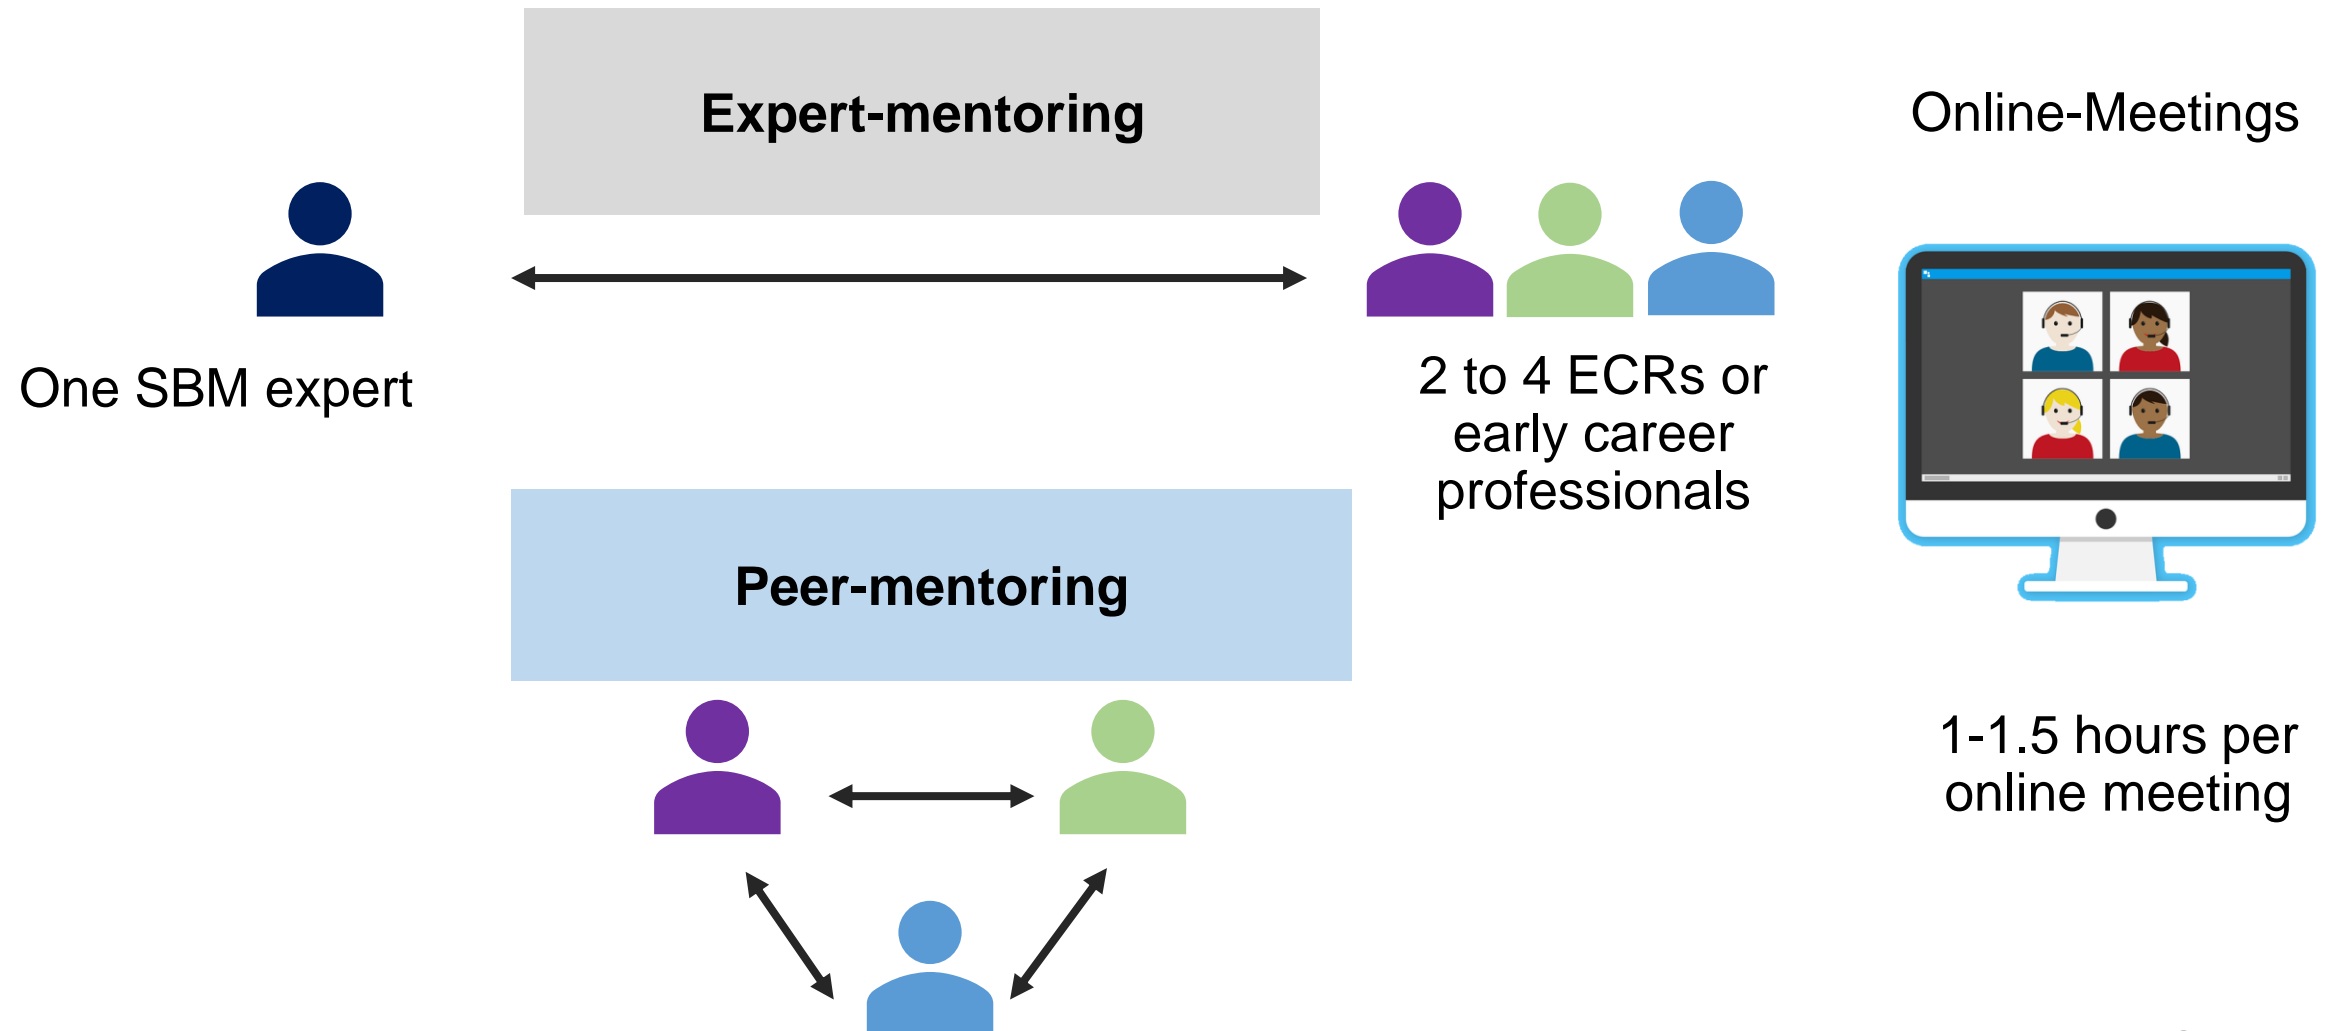 Expert-mentoring
Online-Meetings
One SBM expert
2 to 4 ECRs or
early career
professionals
Peer-mentoring
1-1.5 hours per
online meeting